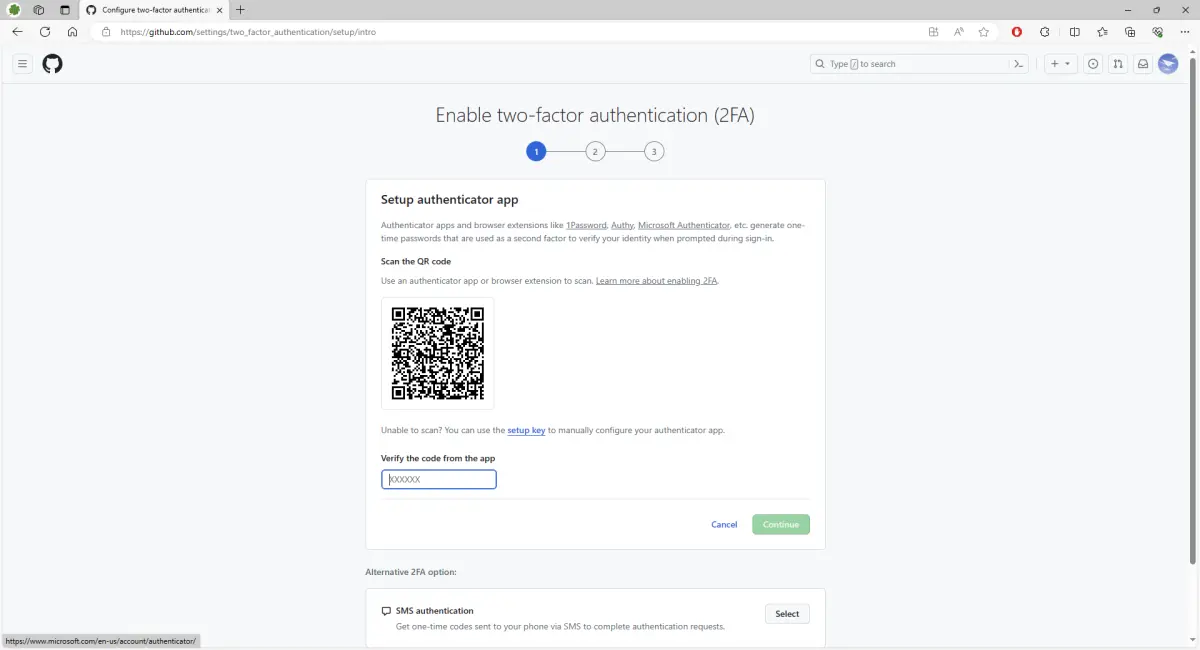 Configure two-factor authenticat
https://github.com/settings/two_factor_authentication/setup/intro
Type / to search
Enable two-factor authentication (2FA)
1 2 3
Setup authenticator app
Authenticator apps and browser extensions like 1Password, Authy, Microsoft Authenticator, etc. generate one-
time passwords that are used as a second factor to verify your identity when prompted during sign-in.
Scan the QR code
Use an authenticator app or browser extension to scan. Learn more about enabling 2FA.
Unable to scan? You can use the setup key to manually configure your authenticator app.
Verify the code from the app
XXXXXX
Cancel Continue
Alternative 2FA option:
SMS authentication
Select
Get one-time codes sent to your phone via SMS to complete authentication requests.
https://www.microsoft.com/en-us/account/authenticator/